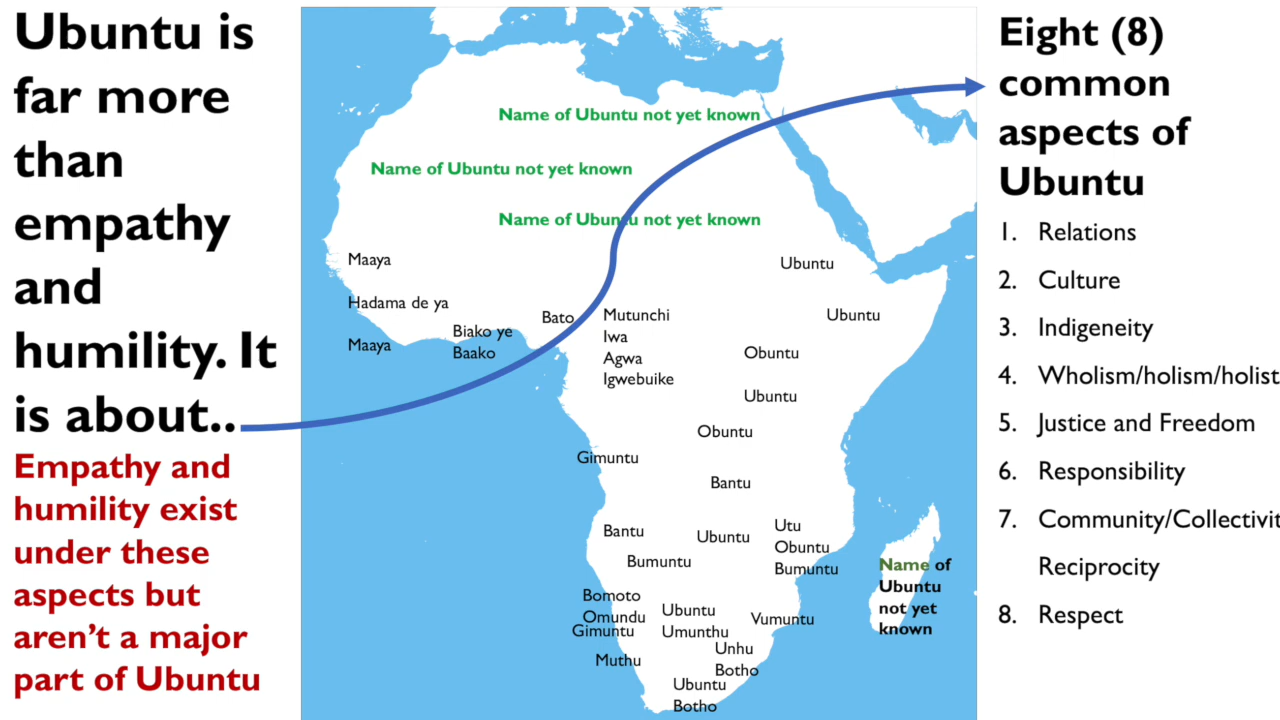 Ubuntu is
far more
than
empathy
and
humility. It
is about..
Empathy and
humility exist
under these
aspects but
aren't a major
part of Ubuntu
Name of Ubuntu not yet known
Name of Ubuntu not yet known
Name of Ubuntu not yet known
Maaya
Ubuntu
Hadama de ya
Bato
Mutunchi
Ubuntu
Biako ye
Baako
Iwa
Maaya
Agwa
Obuntu
Igwebuike
Ubuntu
Obuntu
Gimuntu
Bantu
Bantu
Ubuntu
Utu
Obuntu
Bumuntu
Bumuntu
Name of
Ubuntu
not yet
known
Bomoto
Omundu
Gimuntu
Ubuntu
Umunthu
Vumuntu
Unhu
Botho
Muthu
Ubuntu
Botho
Eight (8)
common
aspects of
Ubuntu
1. Relations
2. Culture
3. Indigeneity
4. Wholism/holism/holist
5. Justice and Freedom
6. Responsibility
7. Community/Collectivit
Reciprocity
8. Respect